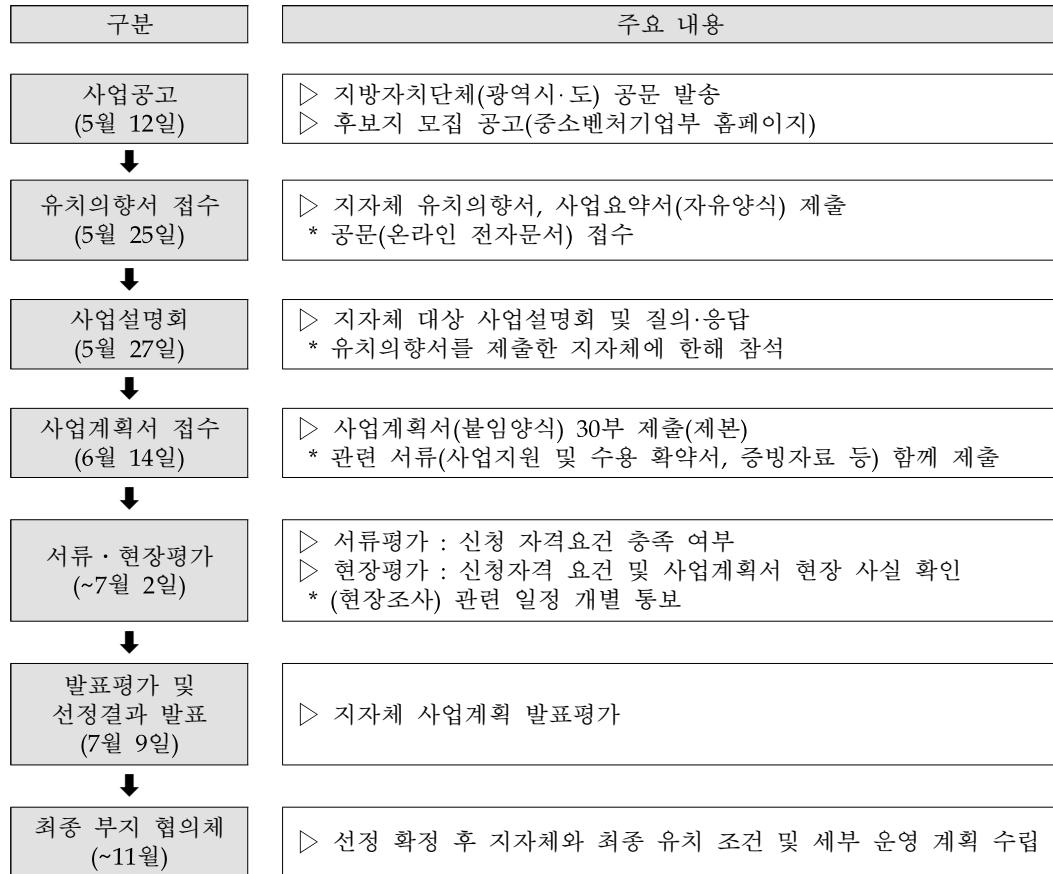 구분
주요 내용
사업공고
(5월 12일)
▷ 지방자치단체(광역시·도) 공문 발송
▷ 후보지 모집 공고(중소벤처기업부 홈페이지)
유치의향서 접수
(5월 25일)
▷ 지자체 유치의향서, 사업요약서(자유양식) 제출
* 공문(온라인 전자문서) 접수
사업설명회
(5월 27일)
▷ 지자체 대상 사업설명회 및 질의·응답
* 유치의향서를 제출한 지자체에 한해 참석
사업계획서 접수
(6월 14일)
▷ 사업계획서(붙임양식) 30부 제출(제본)
* 관련 서류(사업지원 및 수용 확약서, 증빙자료 등) 함께 제출
서류·현장평가
(~7월 2일)
▷ 서류평가 : 신청 자격요건 충족 여부
▷ 현장평가 : 신청자격 요건 및 사업계획서 현장 사실 확인
* (현장조사) 관련 일정 개별 통보
발표평가 및
선정결과 발표
(7월 9일)
▷ 지자체 사업계획 발표평가
최종 부지 협의체
(~11월)
▷ 선정 확정 후 지자체와 최종 유치 조건 및 세부 운영 계획 수립